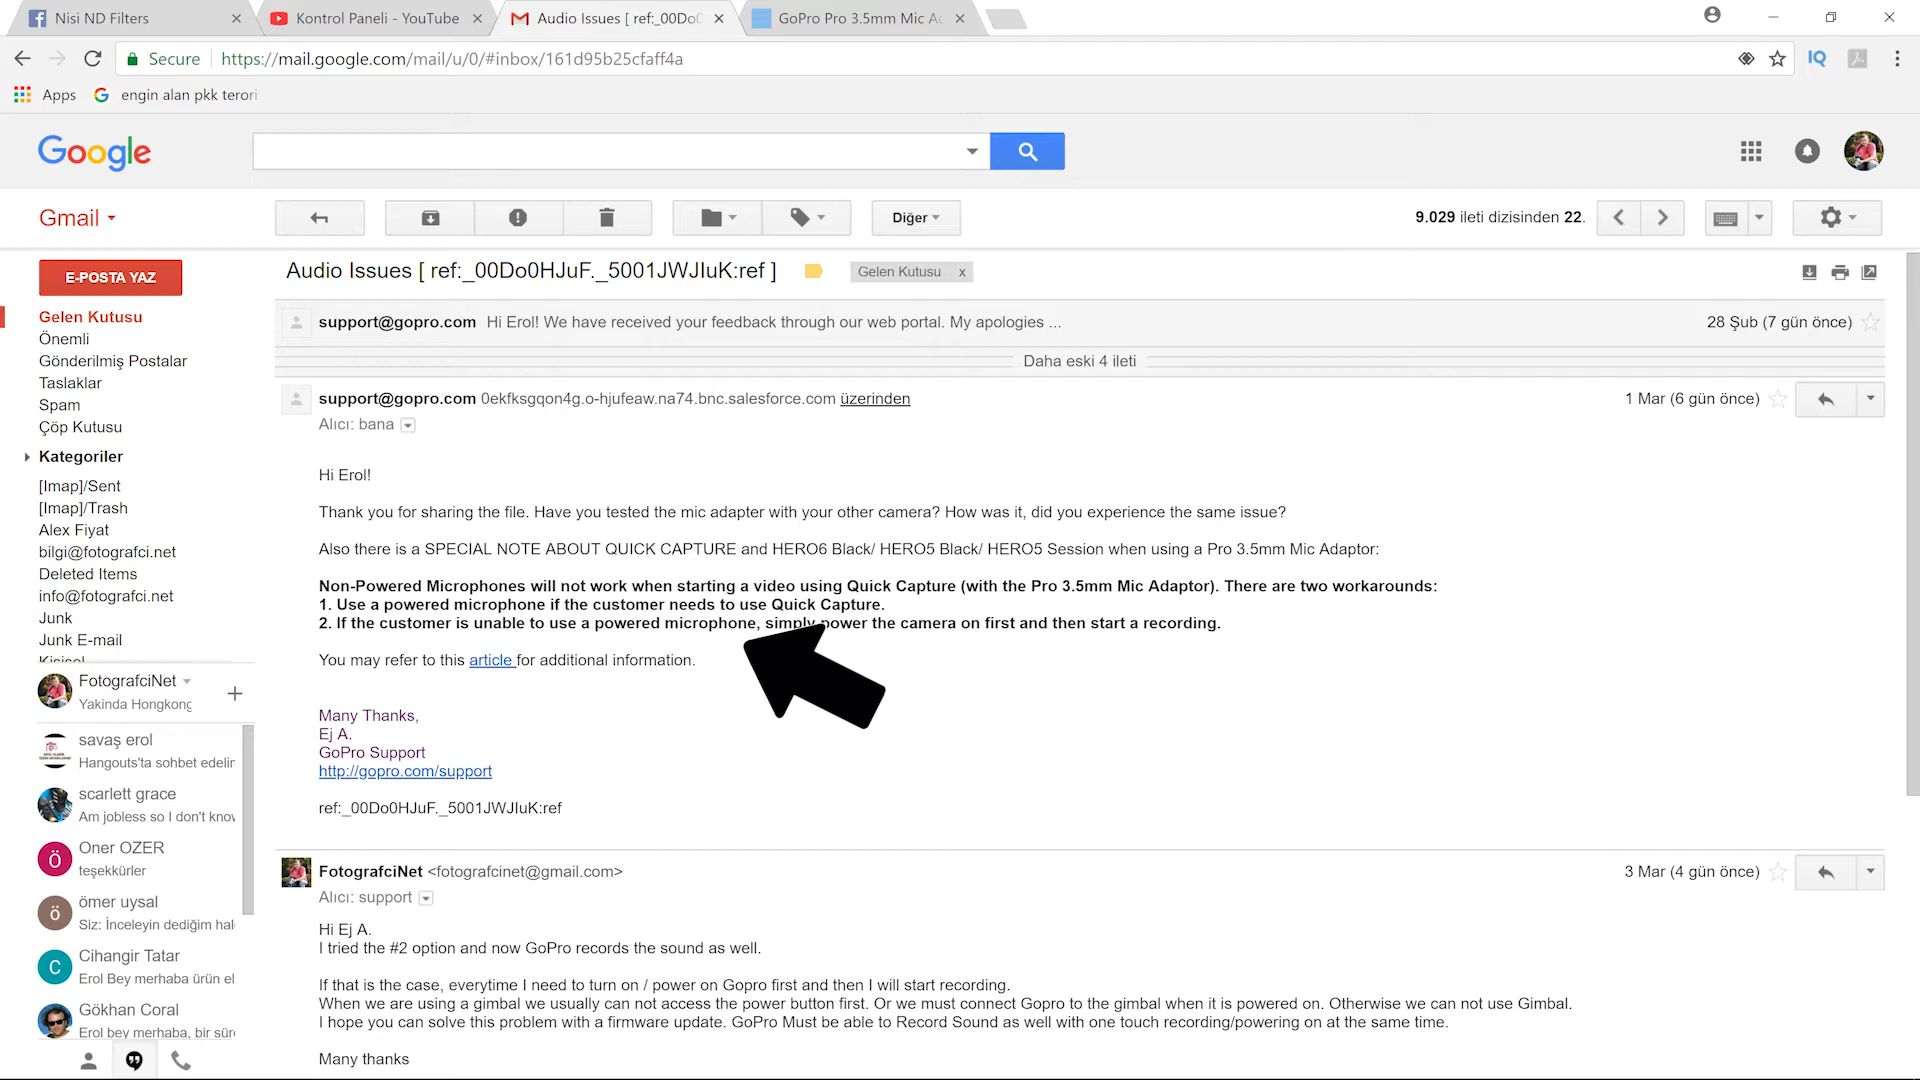 Nisi ND Filters
Kontrol Paneli - YouTube
Audio Issues [ ref:_00Do0
GoPro Pro 3.5mm Mic A
Secure
https://mail.google.com/mail/u/0/#inbox/161d95b25cfaff4a
IQ
Apps
engin alan pkk terori
Google
Gmail
Diğer
9.029 ileti dizisinden 22.
E-POSTA YAZ
Audio Issues [ ref:_00Do0HJuF._5001JWJIuK:ref ]
Gelen Kutusu x
Gelen Kutusu
Önemli
Gönderilmiş Postalar
Taslaklar
Spam
Çöp Kutusu
Kategoriler
[Imap]/Sent
[Imap]/Trash
Alex Fiyat
bilgi@fotografci.net
Deleted Items
info@fotografci.net
Junk
Junk E-mail
FotografciNet
Yakinda Hongkong
savaş erol
Hangouts'ta sohbet edelin
scarlett grace
Am jobless so I don't know
Oner OZER
teşekkürler
ömer uysal
Siz: İnceleyin dediğim hal
Cihangir Tatar
Erol Bey merhaba ürün el
Gökhan Coral
Erol bey merhaba, bir süre
support@gopro.com Hi Erol! We have received your feedback through our web portal. My apologies ...
28 Şub (7 gün önce)
Daha eski 4 ileti
support@gopro.com 0ekfksgqon4g.o-hjufeaw.na74.bnc.salesforce.com üzerinden
1 Mar (6 gün önce)
Alıcı: bana
Hi Erol!
Thank you for sharing the file. Have you tested the mic adapter with your other camera? How was it, did you experience the same issue?
Also there is a SPECIAL NOTE ABOUT QUICK CAPTURE and HERO6 Black/ HERO5 Black/ HERO5 Session when using a Pro 3.5mm Mic Adaptor:
Non-Powered Microphones will not work when starting a video using Quick Capture (with the Pro 3.5mm Mic Adaptor). There are two workarounds:
1. Use a powered microphone if the customer needs to use Quick Capture.
2. If the customer is unable to use a powered microphone, simply power the camera on first and then start a recording.
You may refer to this article for additional information.
Many Thanks,
Ej A.
GoPro Support
http://gopro.com/support
ref:_00Do0HJuF._5001JWJIuK:ref
FotografciNet <fotografcinet@gmail.com>
3 Mar (4 gün önce)
Alıcı: support
Hi Ej A.
I tried the #2 option and now GoPro records the sound as well.
If that is the case, everytime I need to turn on / power on Gopro first and then I will start recording.
When we are using a gimbal we usually can not access the power button first. Or we must connect Gopro to the gimbal when it is powered on. Otherwise we can not use Gimbal.
I hope you can solve this problem with a firmware update. GoPro Must be able to Record Sound as well with one touch recording/powering on at the same time.
Many thanks